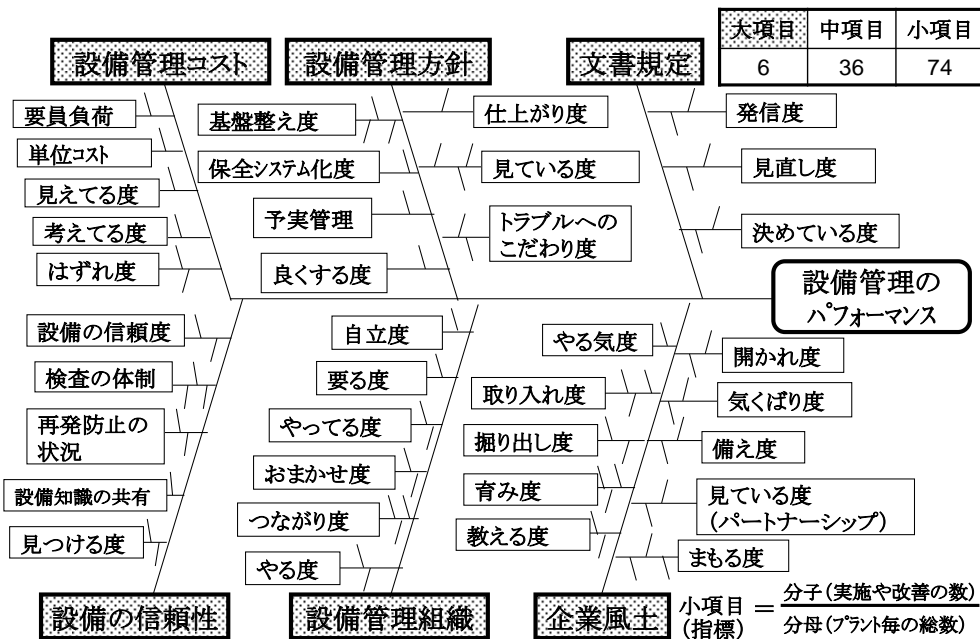 大項目 中項目 小項目
6 36 74
設備管理コスト
設備管理方針
文書規定
要員負荷
単位コスト
見えてる度
考えてる度
はずれ度
基盤整え度
保全システム化度
予実管理
良くする度
仕上がり度
見ている度
トラブルへの
こだわり度
発信度
見直し度
決めている度
設備管理の
パフォーマンス
設備の信頼度
検査の体制
再発防止の
状況
設備知識の共有
見つける度
自立度
要る度
やってる度
おまかせ度
つながり度
やる度
やる気度
取り入れ度
掘り出し度
育み度
教える度
開かれ度
気くばり度
備え度
見ている度
(パートナーシップ)
まもる度
設備の信頼性
設備管理組織
企業風土
小項目
(指標)
=
分子(実施や改善の数)
分母(プラント毎の総数)